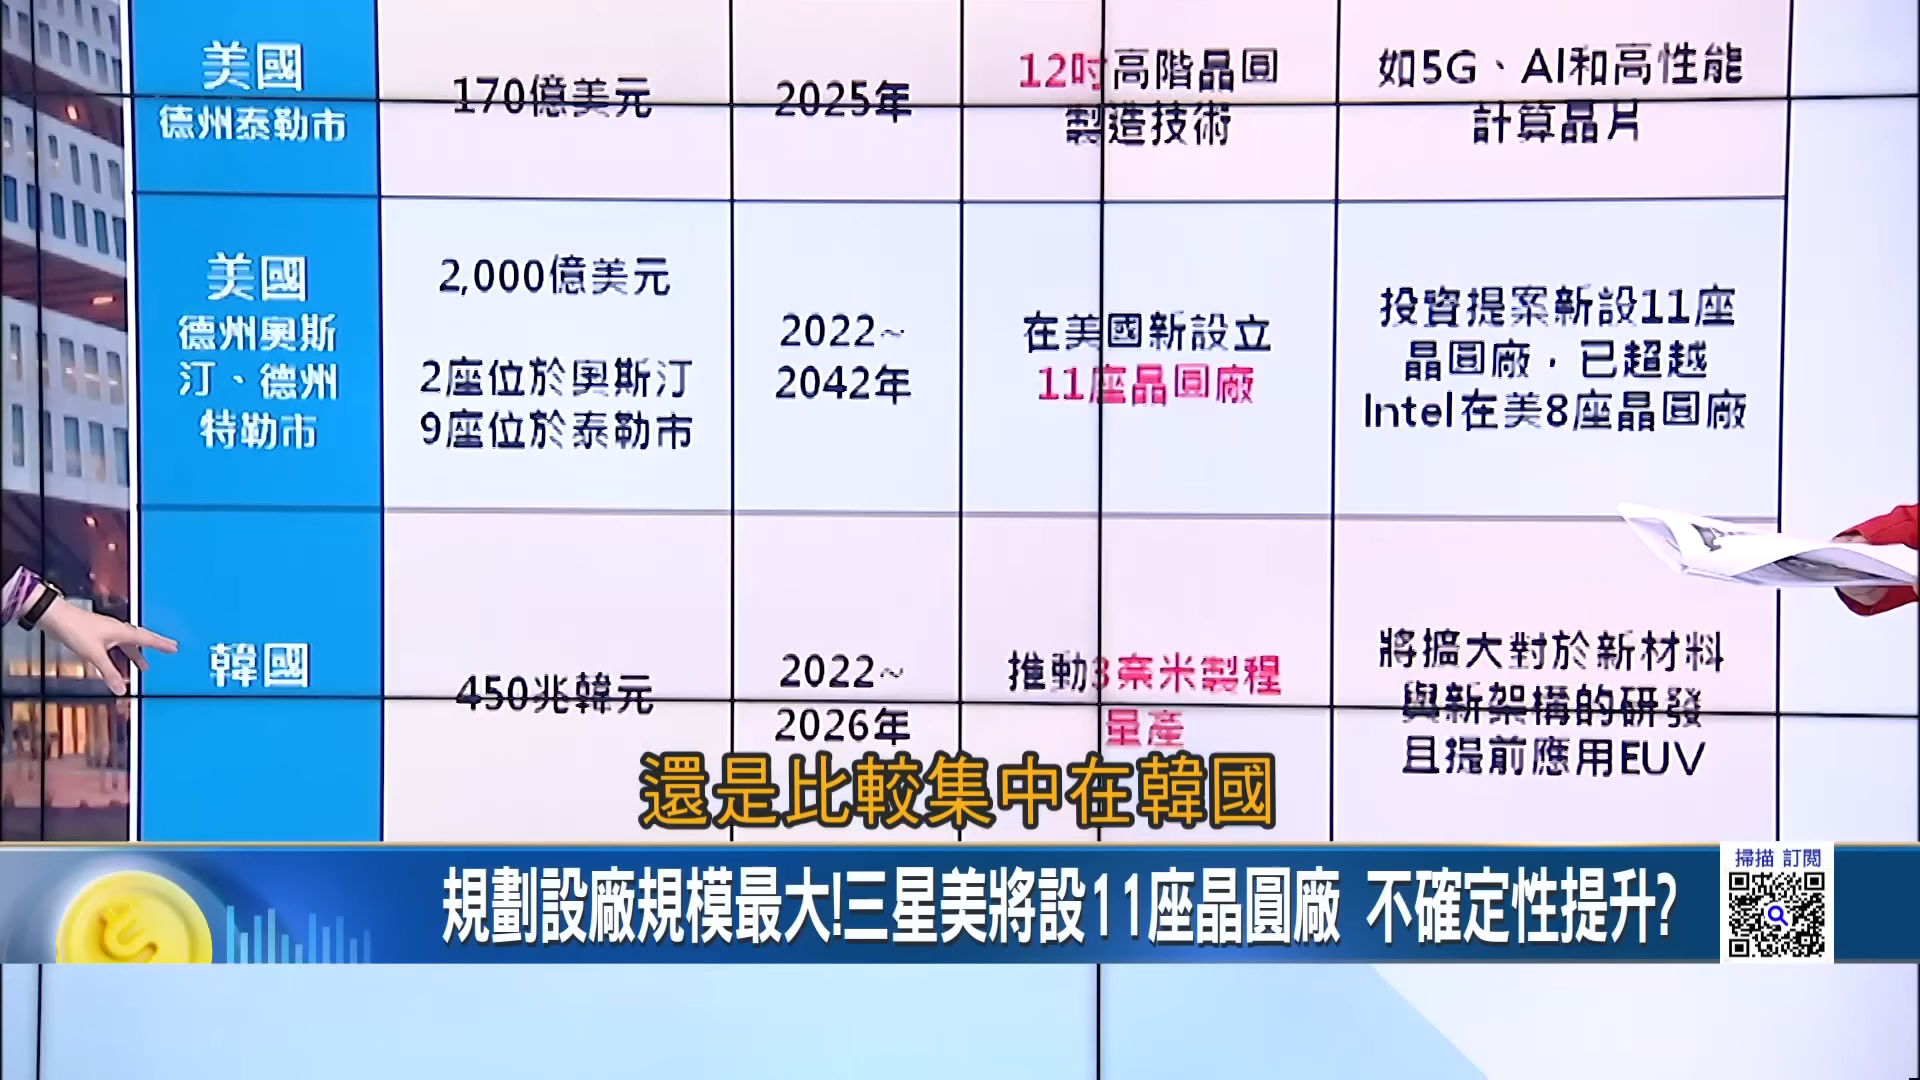 美國
德州泰勒市
170億美元
2025年
12吋高階晶圓
製造技術
如5G、AI和高性能
計算晶片
美國
德州奧斯
汀、德州
特勒市
2,000億美元
2座位於奧斯汀
9座位於泰勒市
2022~
2042年
在美國新設立
11座晶圓廠
投資提案新設11座
晶圓廠，已超越
Intel在美8座晶圓廠
韓國
450兆韓元
2022~
2026年
推動3奈米製程
量產
將擴大對於新材料
與新架構的研發
且提前應用EUV
還是比較集中在韓國
規劃設廠規模最大!三星美將設11座晶圓廠 不確定性提升?
掃描 訂閱